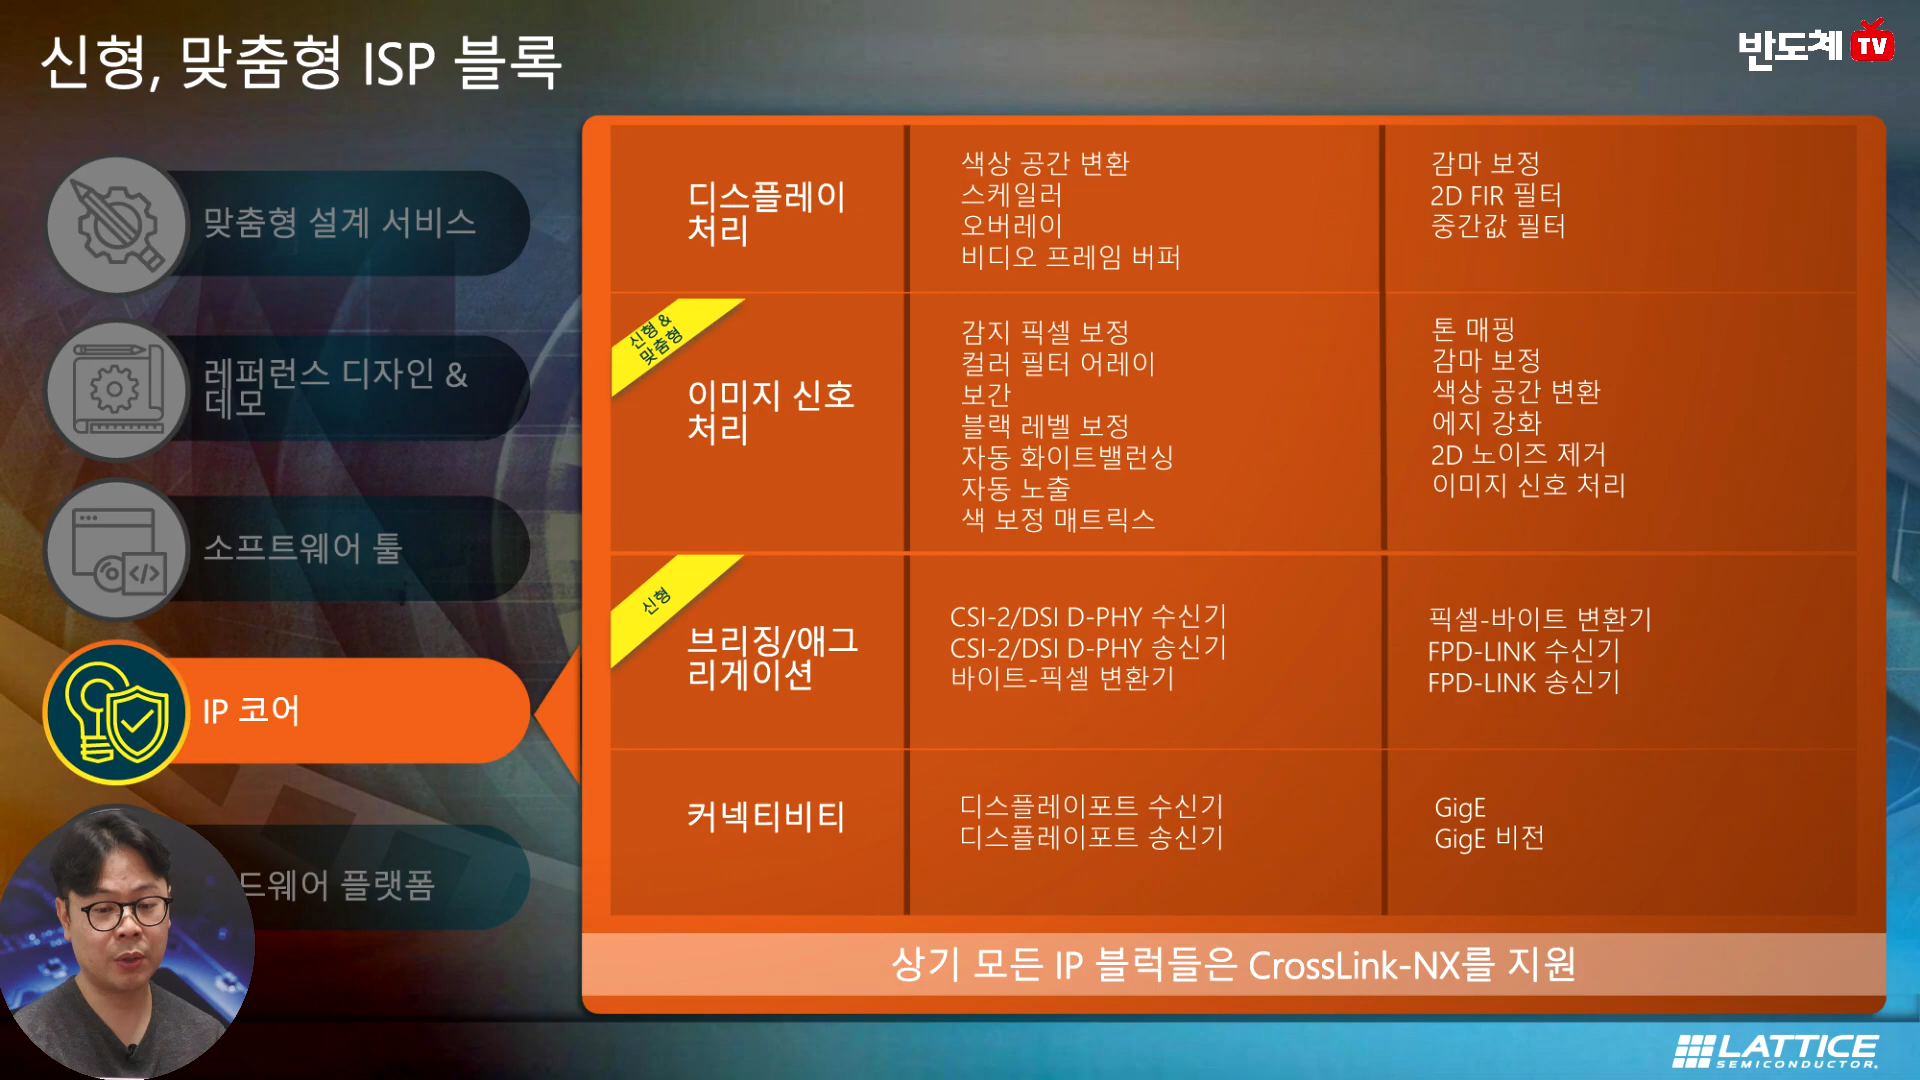 신형, 맞춤형 ISP 블록
반도체 TV
맞춤형 설계 서비스
레퍼런스 디자인 &
데모
소프트웨어 툴
IP 코어
드웨어 플랫폼
디스플레이
처리
색상 공간 변환
스케일러
오버레이
비디오 프레임 버퍼
감마 보정
2D FIR 필터
중간값 필터
신형 &
맞춤형
이미지 신호
처리
감지 픽셀 보정
컬러 필터 어레이
보간
블랙 레벨 보정
자동 화이트밸런싱
자동 노출
색 보정 매트릭스
톤 매핑
감마 보정
색상 공간 변환
에지 강화
2D 노이즈 제거
이미지 신호 처리
신형
브리징/애그
리게이션
CSI-2/DSI D-PHY 수신기
CSI-2/DSI D-PHY 송신기
바이트-픽셀 변환기
픽셀-바이트 변환기
FPD-LINK 수신기
FPD-LINK 송신기
커넥티비티
디스플레이포트 수신기
디스플레이포트 송신기
GigE
GigE 비전
상기 모든 IP 블럭들은 CrossLink-NX를 지원
LATTICE
SEMICONDUCTOR.